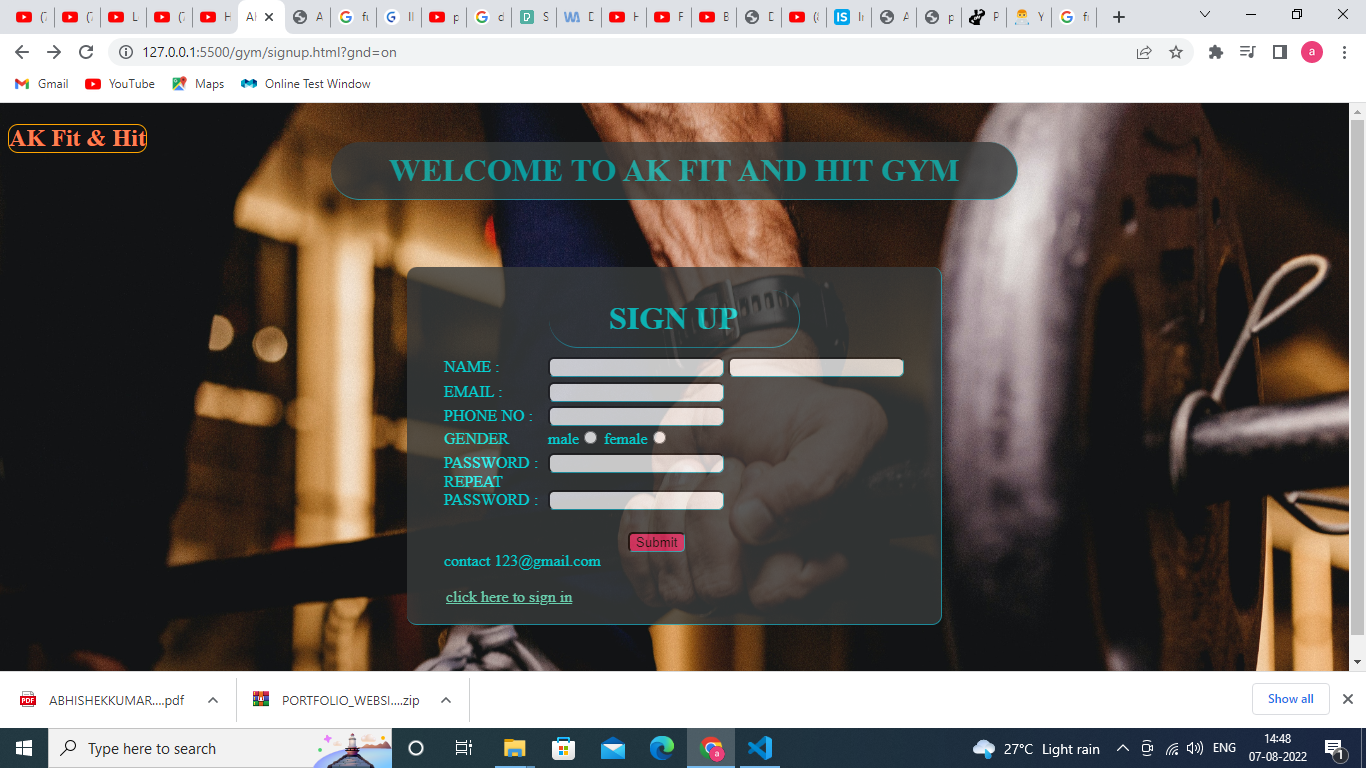 127.0.0.1:5500/gym/signup.html?gnd=on
a
Gmail
YouTube
Maps
Online Test Window
AK Fit & Hit
WELCOME TO AK FIT AND HIT GYM
SIGN UP
NAME :
EMAIL :
PHONE NO :
GENDER male female
PASSWORD :
REPEAT
PASSWORD :
Submit
contact 123@gmail.com
click here to sign in
ABHISHEKKUMAR....pdf
PORTFOLIO_WEBSI....zip
Show all
Type here to search
27°C Light rain
ENG
14:48
07-08-2022
1